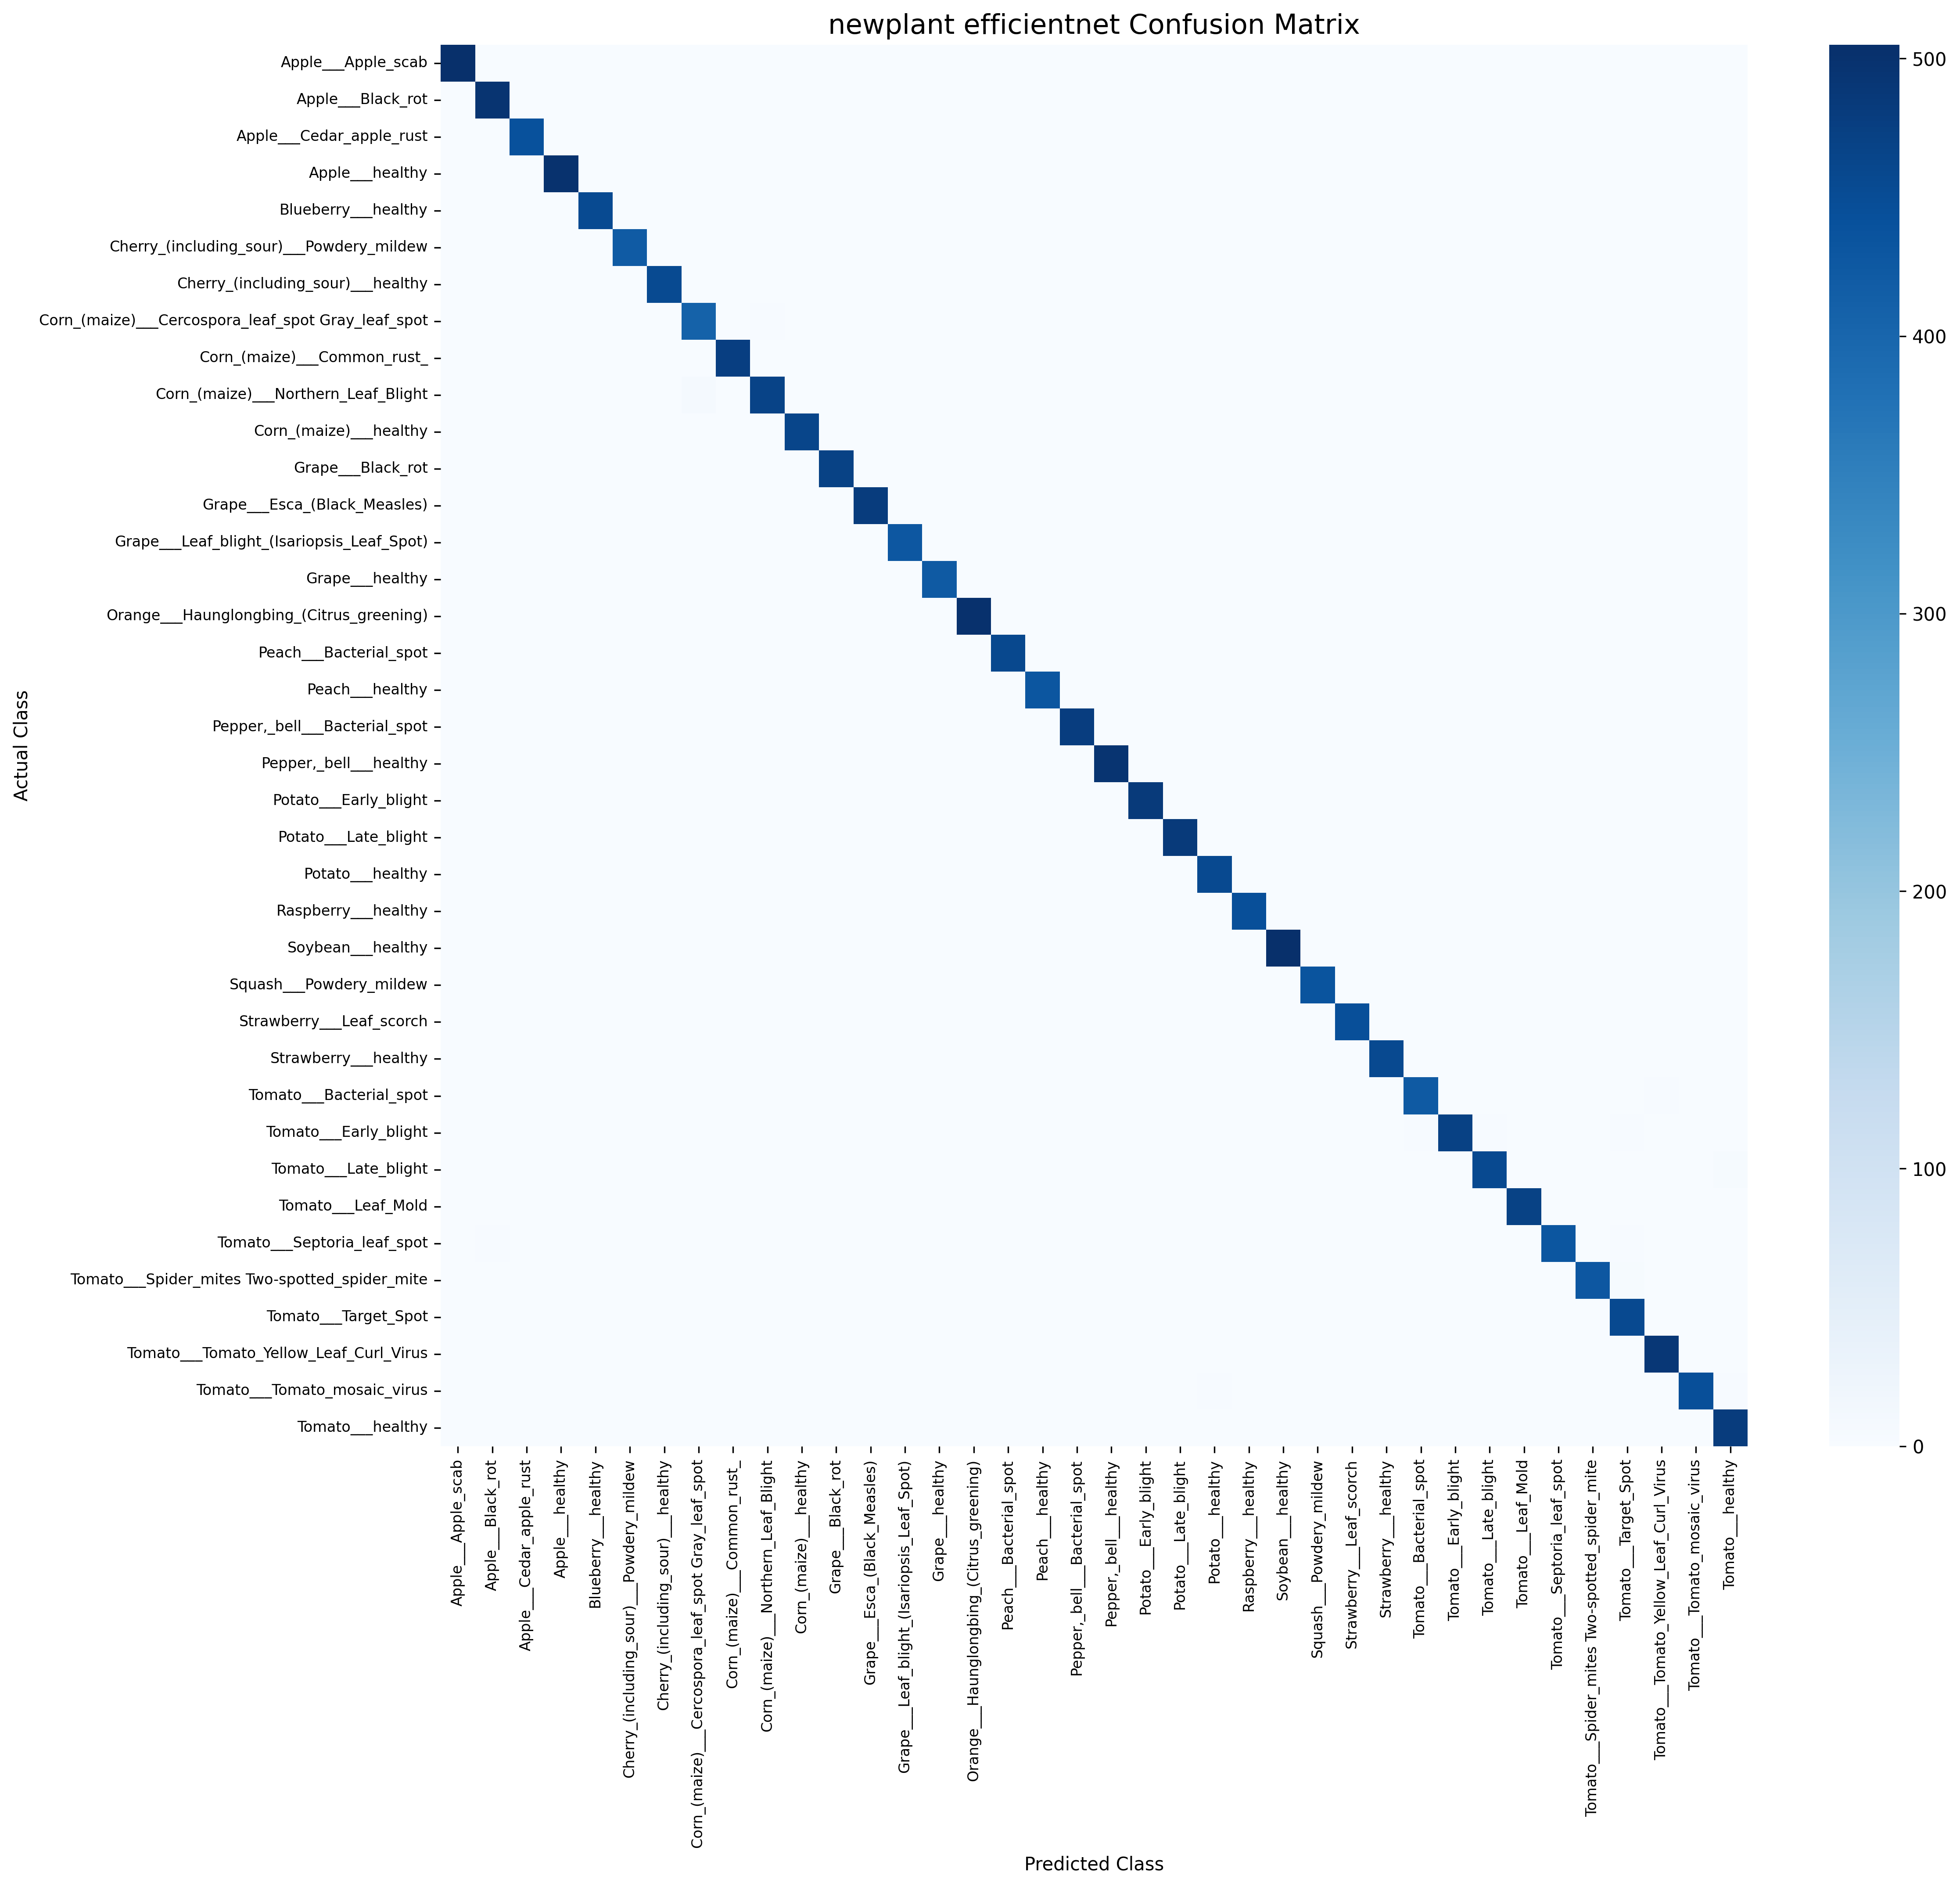 newplant efficientnet Confusion Matrix
Actual Class
Apple___Apple_scab
Apple___Black_rot
Apple___Cedar_apple_rust
Apple___healthy
Blueberry___healthy
Cherry_(including_sour)___Powdery_mildew
Cherry_(including_sour)___healthy
Corn_(maize)___Cercospora_leaf_spot Gray_leaf_spot
Corn_(maize)___Common_rust_
Corn_(maize)___Northern_Leaf_Blight
Corn_(maize)___healthy
Grape___Black_rot
Grape___Esca_(Black_Measles)
Grape___Leaf_blight_(Isariopsis_Leaf_Spot)
Grape___healthy
Orange___Haunglongbing_(Citrus_greening)
Peach___Bacterial_spot
Peach___healthy
Pepper,_bell___Bacterial_spot
Pepper,_bell___healthy
Potato___Early_blight
Potato___Late_blight
Potato___healthy
Raspberry___healthy
Soybean___healthy
Squash___Powdery_mildew
Strawberry___Leaf_scorch
Strawberry___healthy
Tomato___Bacterial_spot
Tomato___Early_blight
Tomato___Late_blight
Tomato___Leaf_Mold
Tomato___Septoria_leaf_spot
Tomato___Spider_mites Two-spotted_spider_mite
Tomato___Target_Spot
Tomato___Tomato_Yellow_Leaf_Curl_Virus
Tomato___Tomato_mosaic_virus
Tomato___healthy
Apple___Apple_scab
Apple___Black_rot
Apple___Cedar_apple_rust
Apple___healthy
Blueberry___healthy
Cherry_(including_sour)___Powdery_mildew
Cherry_(including_sour)___healthy
Corn_(maize)___Cercospora_leaf_spot Gray_leaf_spot
Corn_(maize)___Common_rust_
Corn_(maize)___Northern_Leaf_Blight
Corn_(maize)___healthy
Grape___Black_rot
Grape___Esca_(Black_Measles)
Grape___Leaf_blight_(Isariopsis_Leaf_Spot)
Grape___healthy
Orange___Haunglongbing_(Citrus_greening)
Peach___Bacterial_spot
Peach___healthy
Pepper,_bell___Bacterial_spot
Pepper,_bell___healthy
Potato___Early_blight
Potato___Late_blight
Potato___healthy
Raspberry___healthy
Soybean___healthy
Squash___Powdery_mildew
Strawberry___Leaf_scorch
Strawberry___healthy
Tomato___Bacterial_spot
Tomato___Early_blight
Tomato___Late_blight
Tomato___Leaf_Mold
Tomato___Septoria_leaf_spot
Tomato___Spider_mites Two-spotted_spider_mite
Tomato___Target_Spot
Tomato___Tomato_Yellow_Leaf_Curl_Virus
Tomato___Tomato_mosaic_virus
Tomato___healthy
Predicted Class
500
400
300
200
100
0